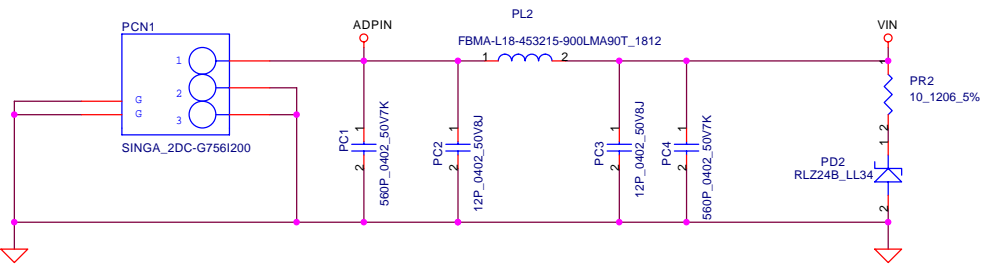 PCN1
ADPIN
PL2
VIN
FBMA-L18-453215-900LMA90T_1812
1
2
3
G
G
SINGA_2DC-G756I200
1
2
PC1
560P_0402_50V7K
1
2
PC2
12P_0402_50V8J
1
2
PC3
12P_0402_50V8J
1
2
PC4
560P_0402_50V7K
1
2
1
2
PR2
10_1206_5%
1
2
PD2
RLZ24B_LL34